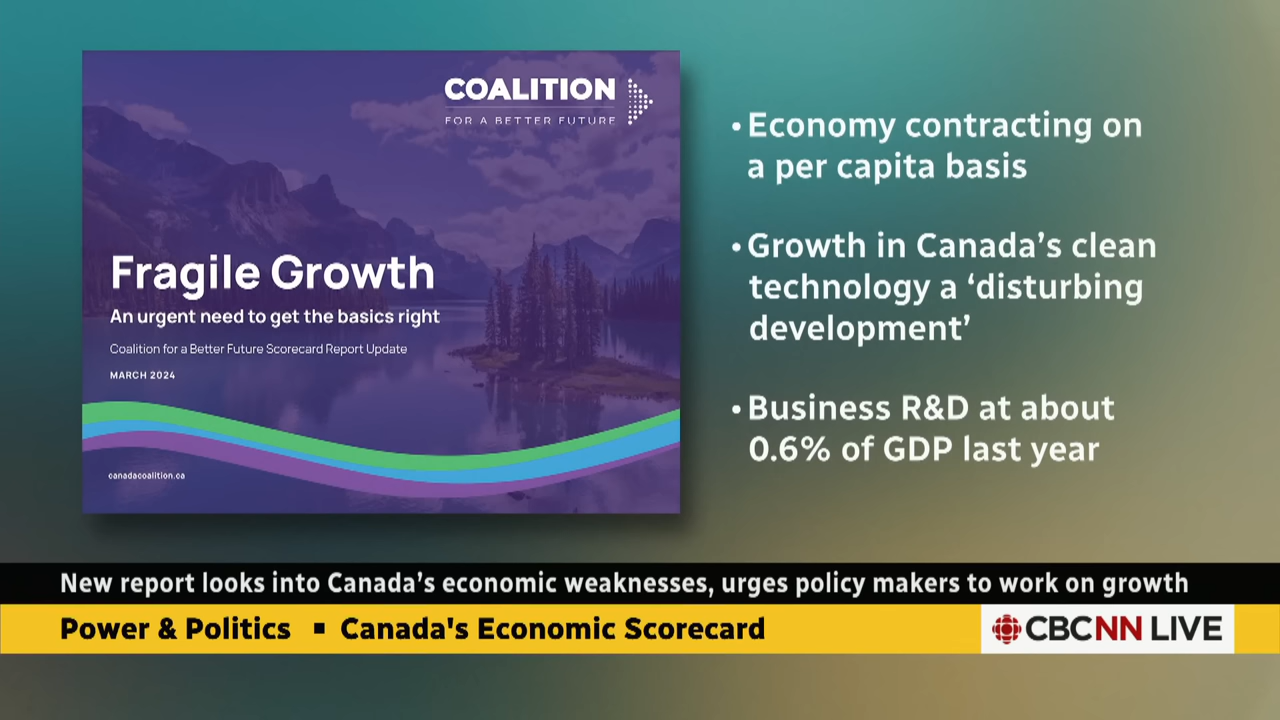 COALITION
FOR A BETTER FUTURE
Fragile Growth
An urgent need to get the basics right
Coalition for a Better Future Scorecard Report Update
MARCH 2024
canadacoalition.ca
• Economy contracting on
a per capita basis
• Growth in Canada’s clean
technology a ‘disturbing
development’
• Business R&D at about
0.6% of GDP last year
New report looks into Canada’s economic weaknesses, urges policy makers to work on growth
Power & Politics ▪ Canada's Economic Scorecard
CBCNN LIVE